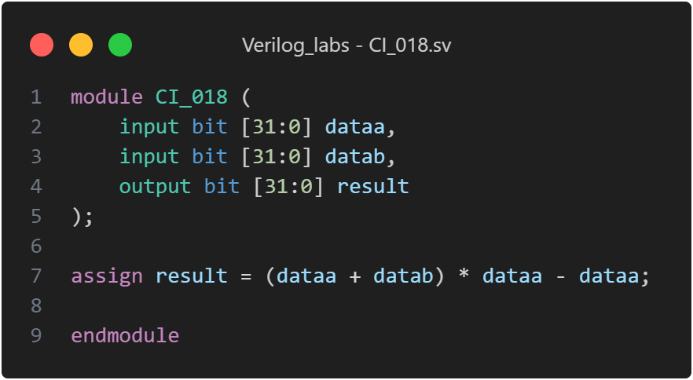 Verilog_labs - CI_018.sv
1 module CI_018 (
2     input bit [31:0] dataa,
3     input bit [31:0] datab,
4     output bit [31:0] result
5 );
6
7 assign result = (dataa + datab) * dataa - dataa;
8
9 endmodule